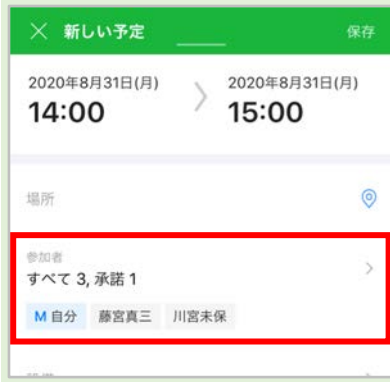 新しい予定 保存
2020年8月31日(月) 2020年8月31日(月)
14:00 15:00
場所
参加者
すべて 3, 承諾 1
M 自分 藤宮真三 川宮未保